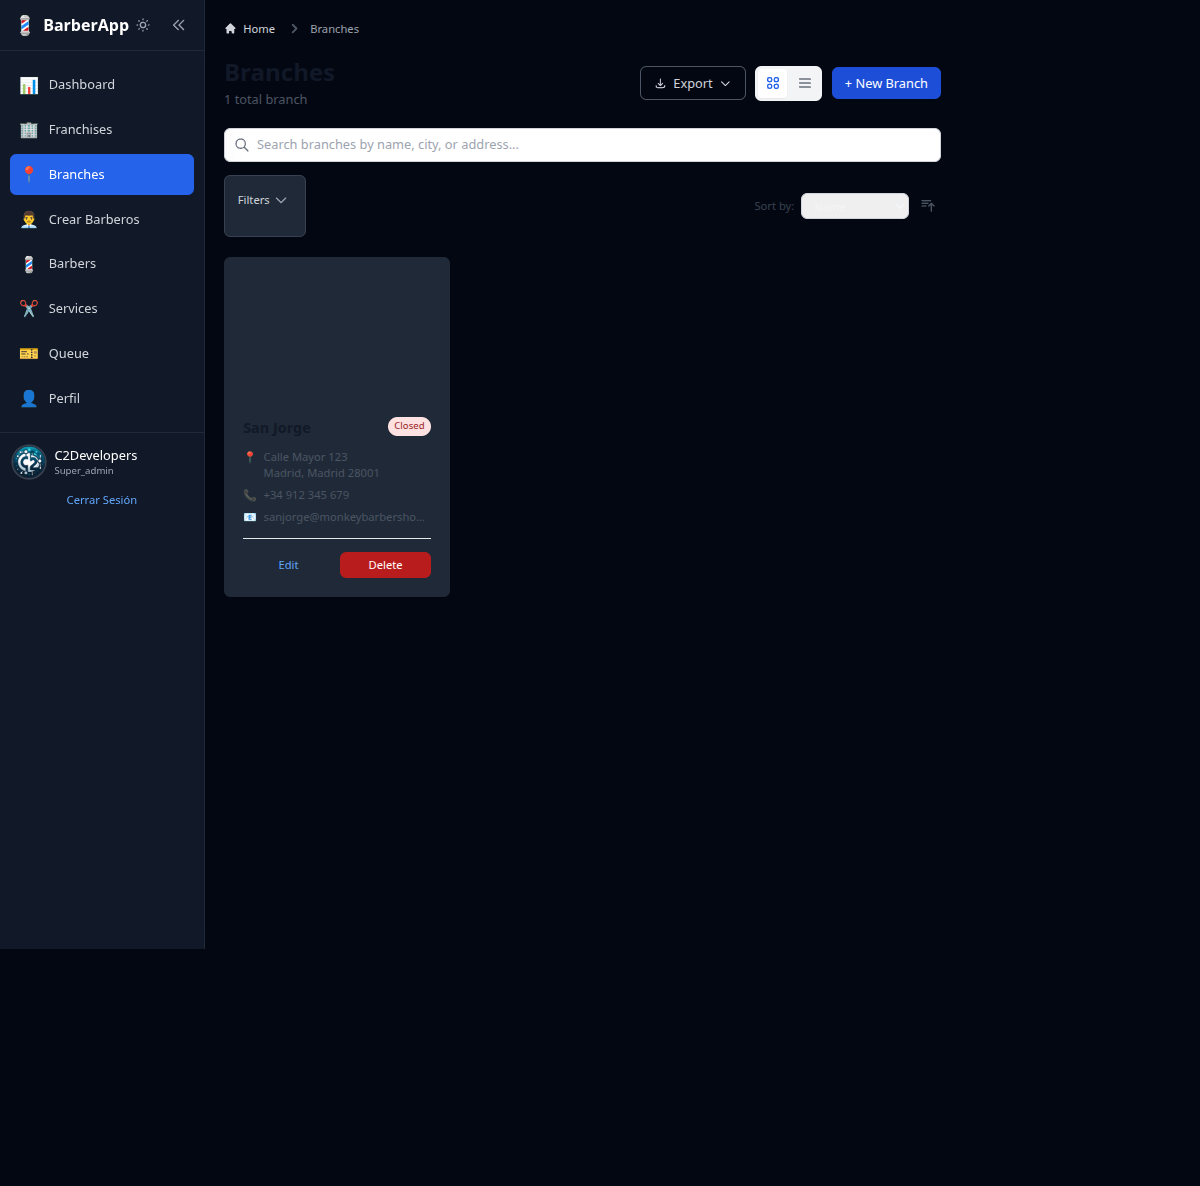 BarberApp
Dashboard
Franchises
Branches
Crear Barberos
Barbers
Services
Queue
Perfil
C2Developers
Super_admin
Cerrar Sesión
Home
Branches
Branches
1 total branch
Export
+ New Branch
Search branches by name, city, or address...
Filters
Sort by:
San Jorge
Closed
Calle Mayor 123
Madrid, Madrid 28001
+34 912 345 679
sanjorge@monkeybarbersho...
Edit
Delete